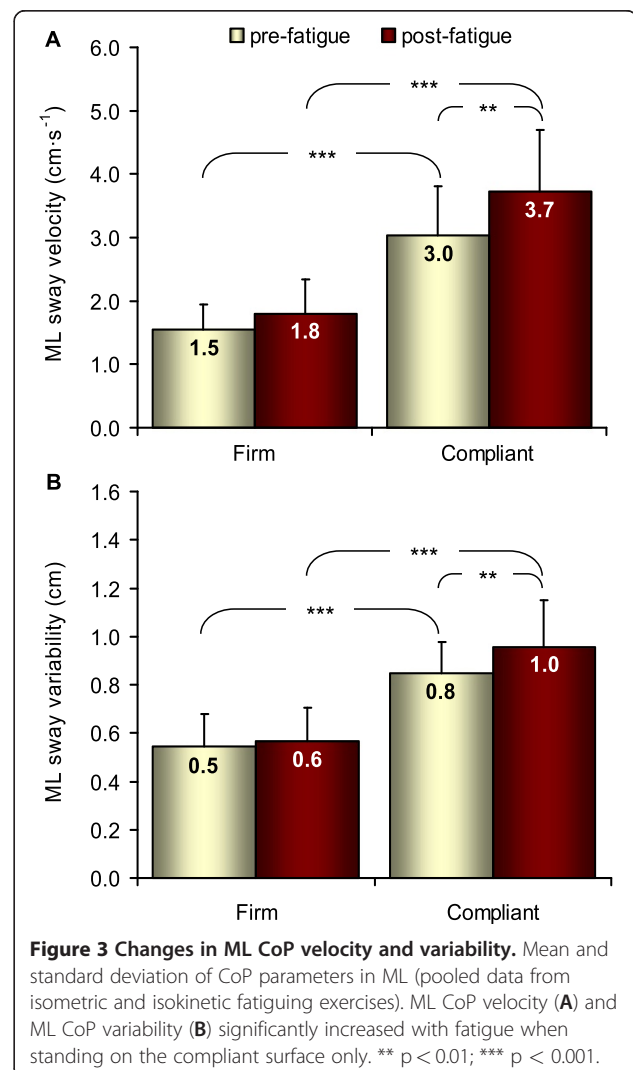 A
pre-fatigue post-fatigue
6.0
5.0
4.0
3.0
2.0
1.0
0.0
ML sway velocity (cm·s⁻¹)
***
**
***
1.5
1.8
3.0
3.7
Firm Compliant
B
1.6
1.4
1.2
1.0
0.8
0.6
0.4
0.2
0.0
ML sway variability (cm)
***
**
***
0.5
0.6
0.8
1.0
Firm Compliant
Figure 3 Changes in ML CoP velocity and variability. Mean and
standard deviation of CoP parameters in ML (pooled data from
isometric and isokinetic fatiguing exercises). ML CoP velocity (A) and
ML CoP variability (B) significantly increased with fatigue when
standing on the compliant surface only. ** p < 0.01; *** p < 0.001.